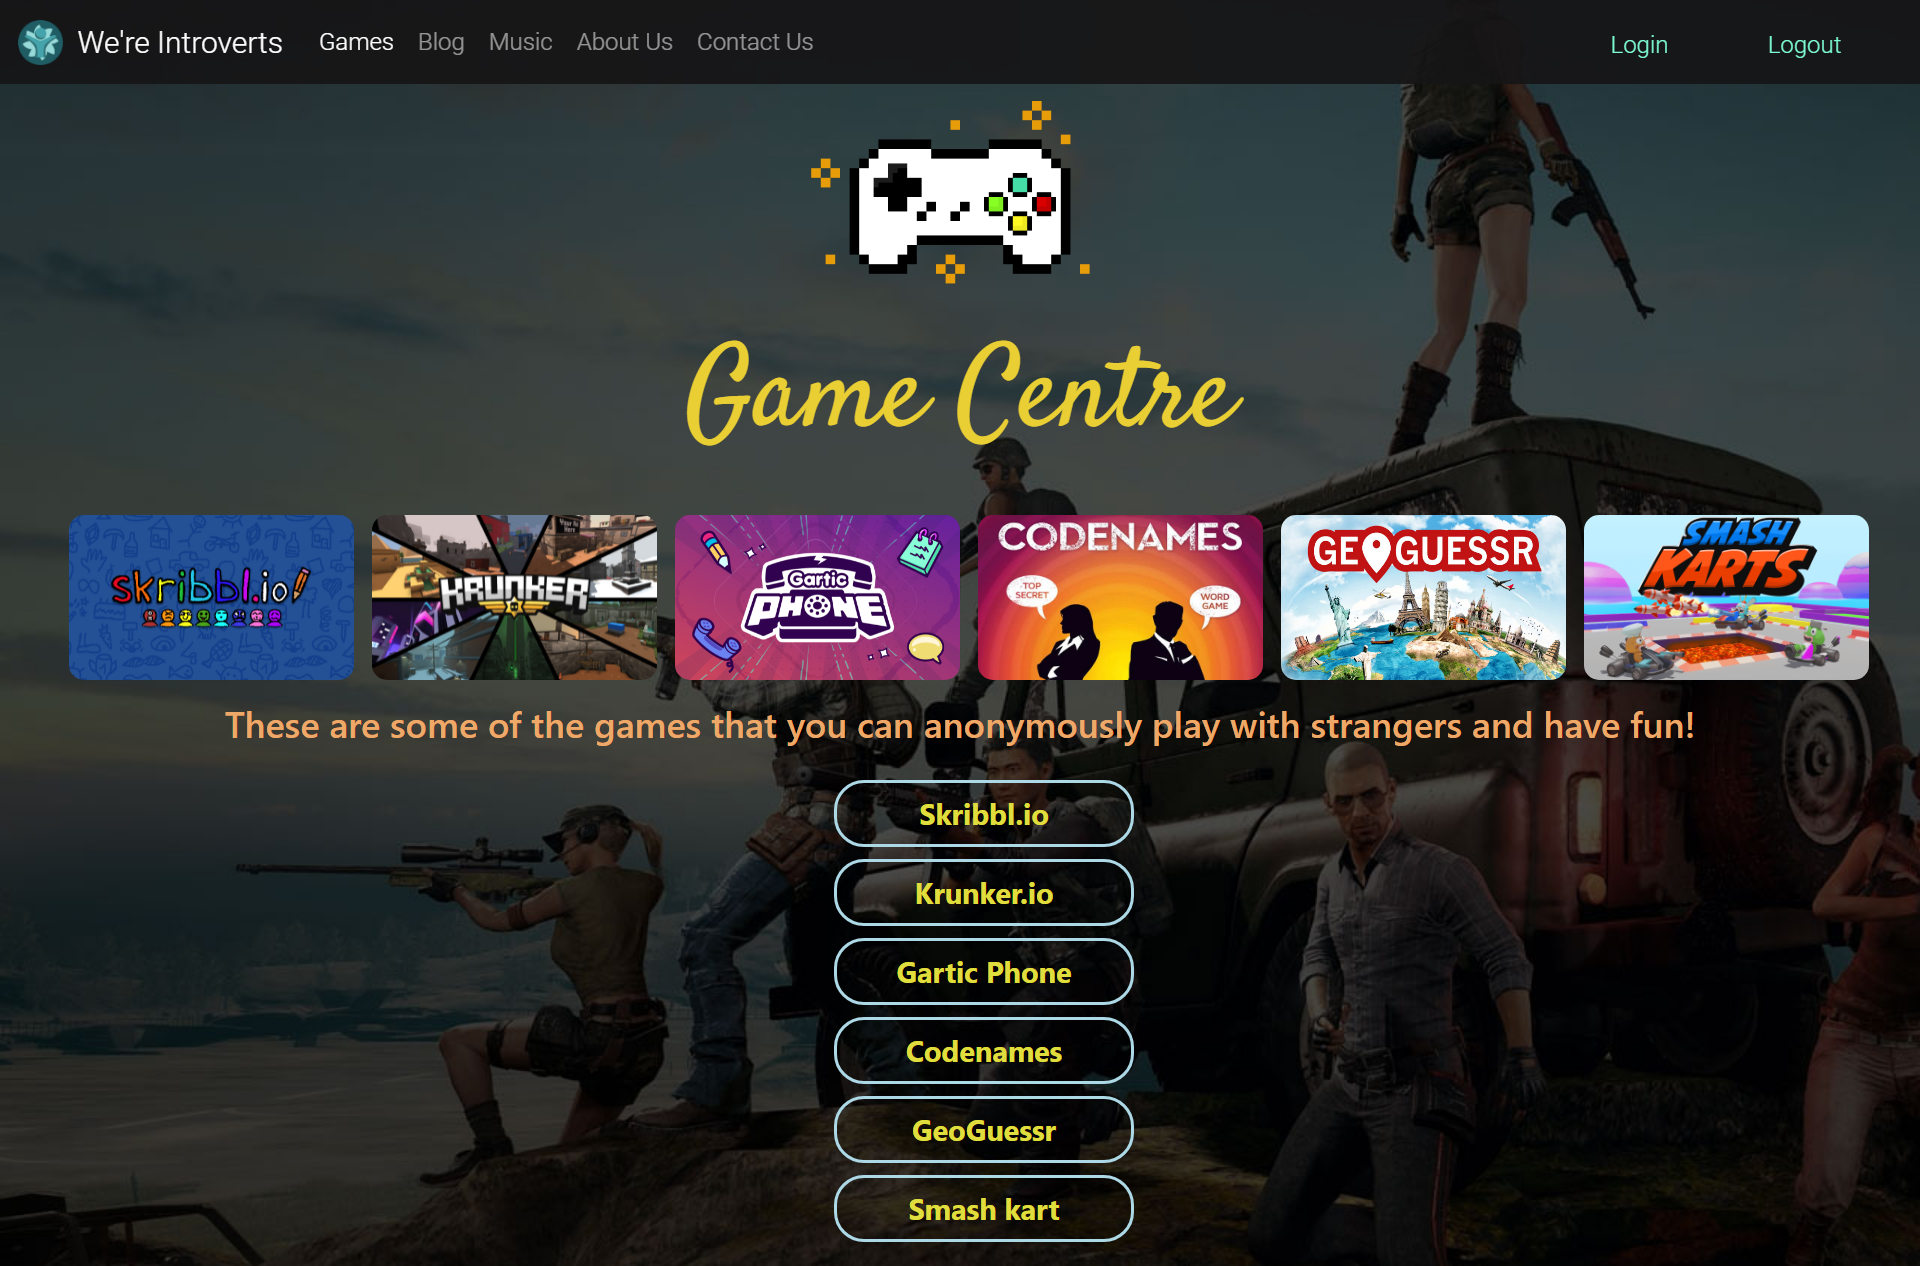 We're Introverts Games Blog Music About Us Contact Us Login Logout
Game Centre
skribbl.io
KRUNKER
Gartic
PHONE
CODENAMES
TOP
SECRET
WORD
GAME
GEOGUESSR
SMASH
KARTS
These are some of the games that you can anonymously play with strangers and have fun!
Skribbl.io
Krunker.io
Gartic Phone
Codenames
GeoGuessr
Smash kart